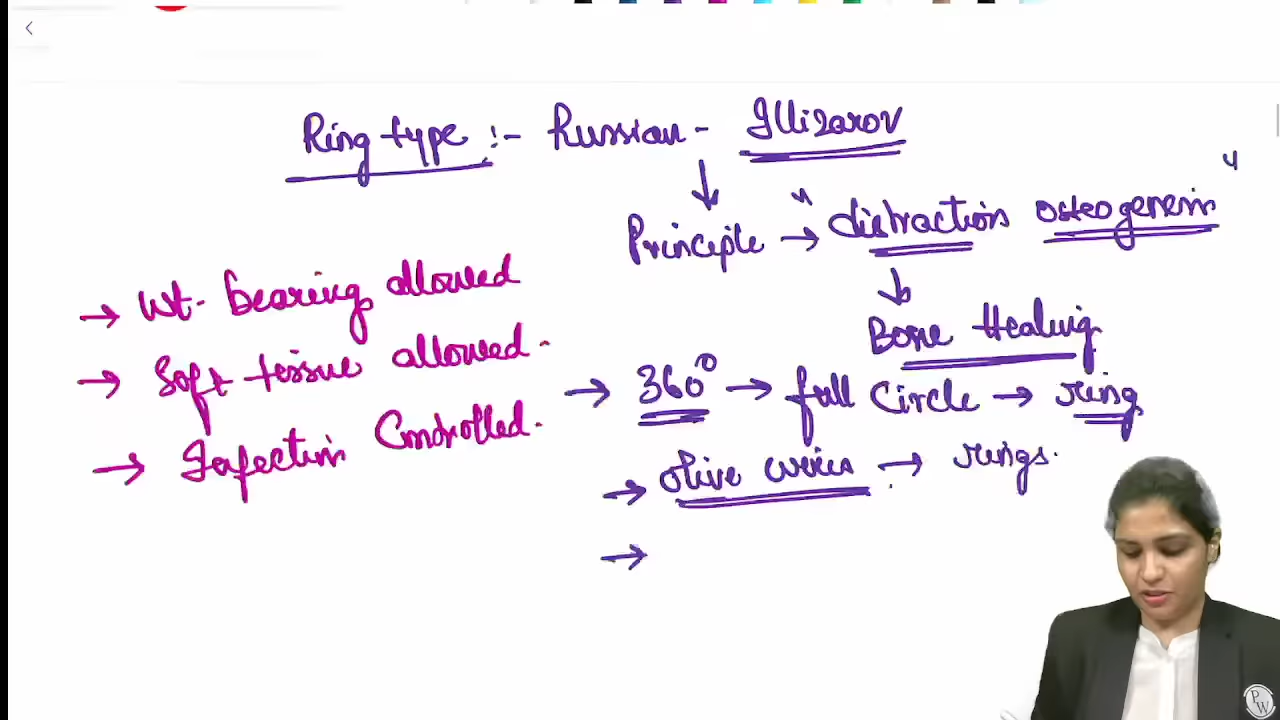 Ring type :- Russian - Illizarov
Principle → " distraction osteogenesis "
Bone Healing
→ Wt. bearing allowed
→ Soft tissue allowed.
→ Infection Controlled.
→ 360° → full Circle → ring
→ Olive wires → rings.
→
PW